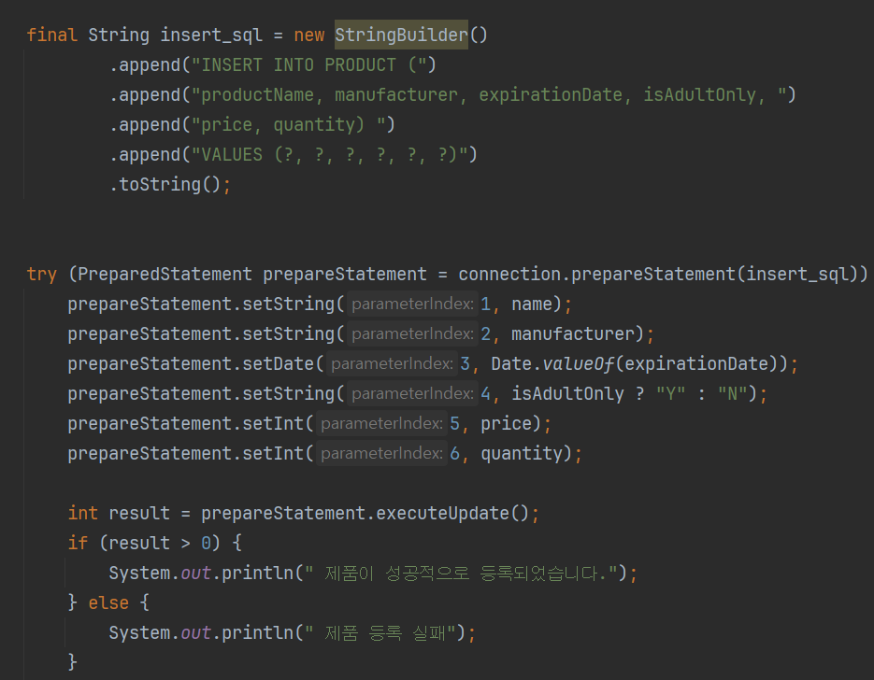 final String insert_sql = new StringBuilder()
.append("INSERT INTO PRODUCT (")
.append("productName, manufacturer, expirationDate, isAdultOnly, ")
.append("price, quantity) ")
.append("VALUES (?, ?, ?, ?, ?, ?)")
.toString();
try (PreparedStatement prepareStatement = connection.prepareStatement(insert_sql))
prepareStatement.setString( parameterIndex: 1, name);
prepareStatement.setString( parameterIndex: 2, manufacturer);
prepareStatement.setDate( parameterIndex: 3, Date.valueOf(expirationDate));
prepareStatement.setString( parameterIndex: 4, isAdultOnly ? "Y" : "N");
prepareStatement.setInt( parameterIndex: 5, price);
prepareStatement.setInt( parameterIndex: 6, quantity);
int result = prepareStatement.executeUpdate();
if (result > 0) {
System.out.println(" 제품이 성공적으로 등록되었습니다.");
} else {
System.out.println(" 제품 등록 실패");
}